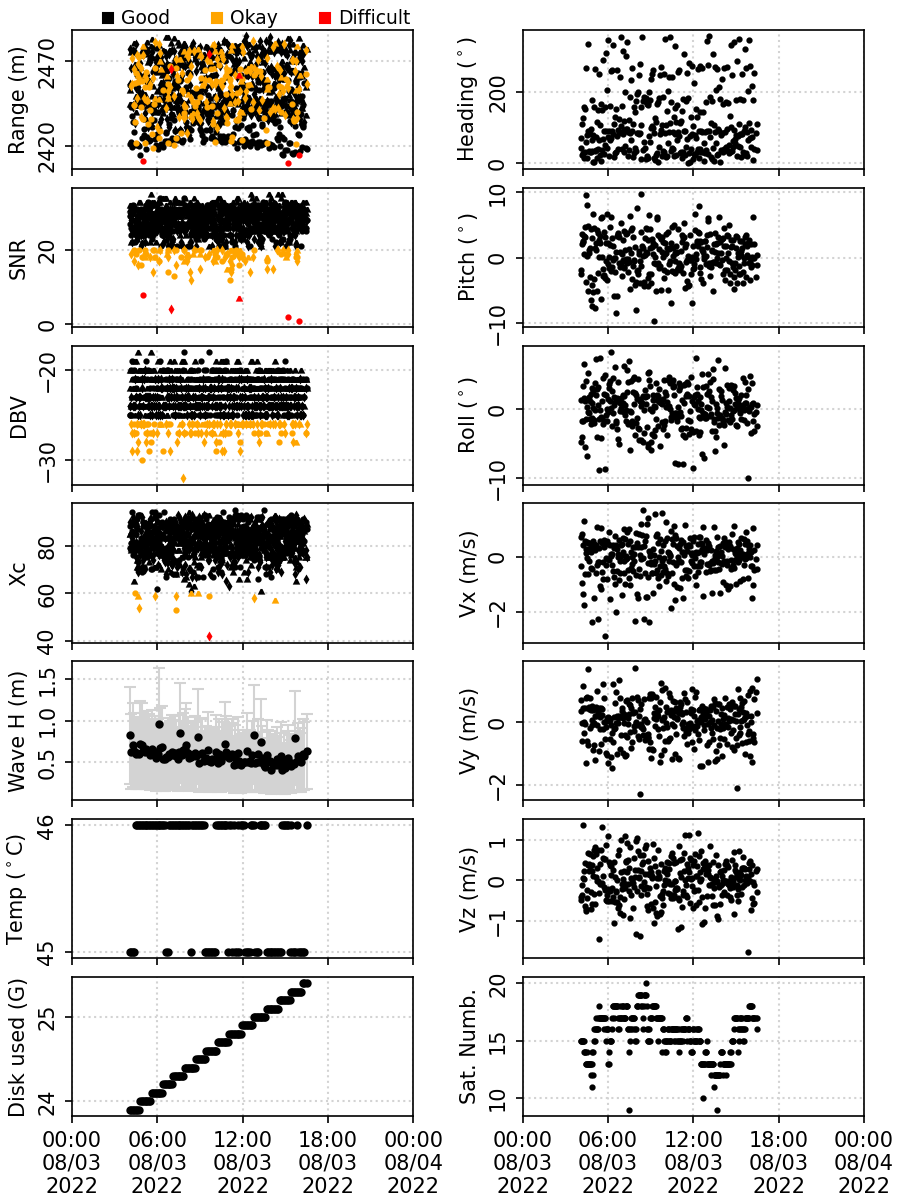 Good Okay Difficult
Range (m)
2470
2420
Heading (°)
200
0
SNR
20
0
Pitch (°)
10
0
−10
DBV
−20
−30
Roll (°)
0
−10
Xc
80
60
40
Vx (m/s)
0
−2
Wave H (m)
1.5
1.0
0.5
Vy (m/s)
0
−2
Temp (°C)
46
45
Vz (m/s)
1
0
−1
Disk used (G)
25
24
Sat. Numb.
20
15
10
00:00 06:00 12:00 18:00 00:00 00:00 06:00 12:00 18:00 00:00
08/03 08/03 08/03 08/03 08/04 08/03 08/03 08/03 08/03 08/04
2022 2022 2022 2022 2022 2022 2022 2022 2022 2022